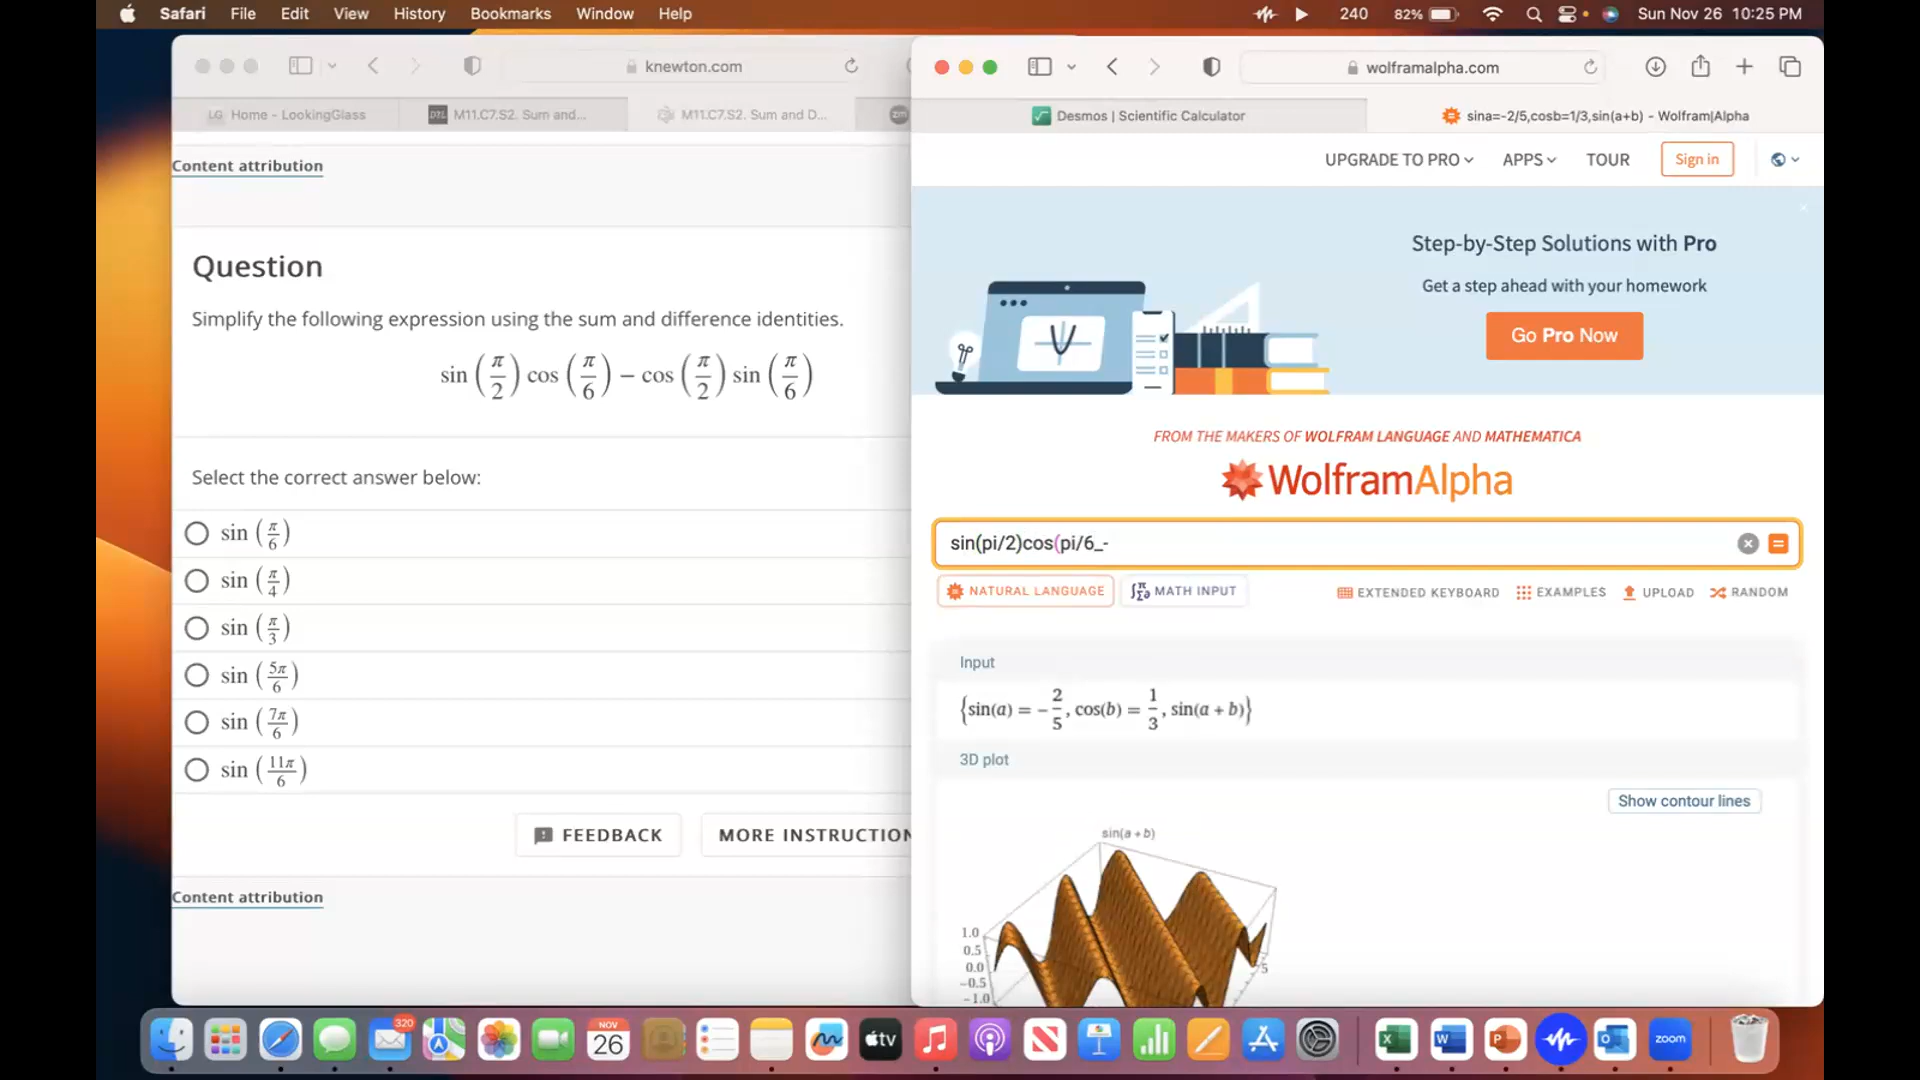 Safari File Edit View History Bookmarks Window Help
240 82% Sun Nov 26 10:25 PM
knewton.com
LG Home - LookingGlass
D2L M11.C7.S2. Sum and...
M11.C7.S2. Sum and D...
zm
Content attribution
Question
Simplify the following expression using the sum and difference identities.
sin (π/2) cos (π/6) − cos (π/2) sin (π/6)
Select the correct answer below:
sin (π/6)
sin (π/4)
sin (π/3)
sin (5π/6)
sin (7π/6)
sin (11π/6)
FEEDBACK
MORE INSTRUCTION
Content attribution
wolframalpha.com
Desmos | Scientific Calculator
sina=-2/5,cosb=1/3,sin(a+b) - Wolfram|Alpha
UPGRADE TO PRO APPS TOUR Sign in
Step-by-Step Solutions with Pro
Get a step ahead with your homework
Go Pro Now
FROM THE MAKERS OF WOLFRAM LANGUAGE AND MATHEMATICA
WolframAlpha
sin(pi/2)cos(pi/6_-
NATURAL LANGUAGE MATH INPUT EXTENDED KEYBOARD EXAMPLES UPLOAD RANDOM
Input
{sin(a) = −2/5, cos(b) = 1/3, sin(a + b)}
3D plot
Show contour lines
sin(a + b)
1.0
0.5
0.0
−0.5
−1.0
5
320
NOV
26
tv
zoom